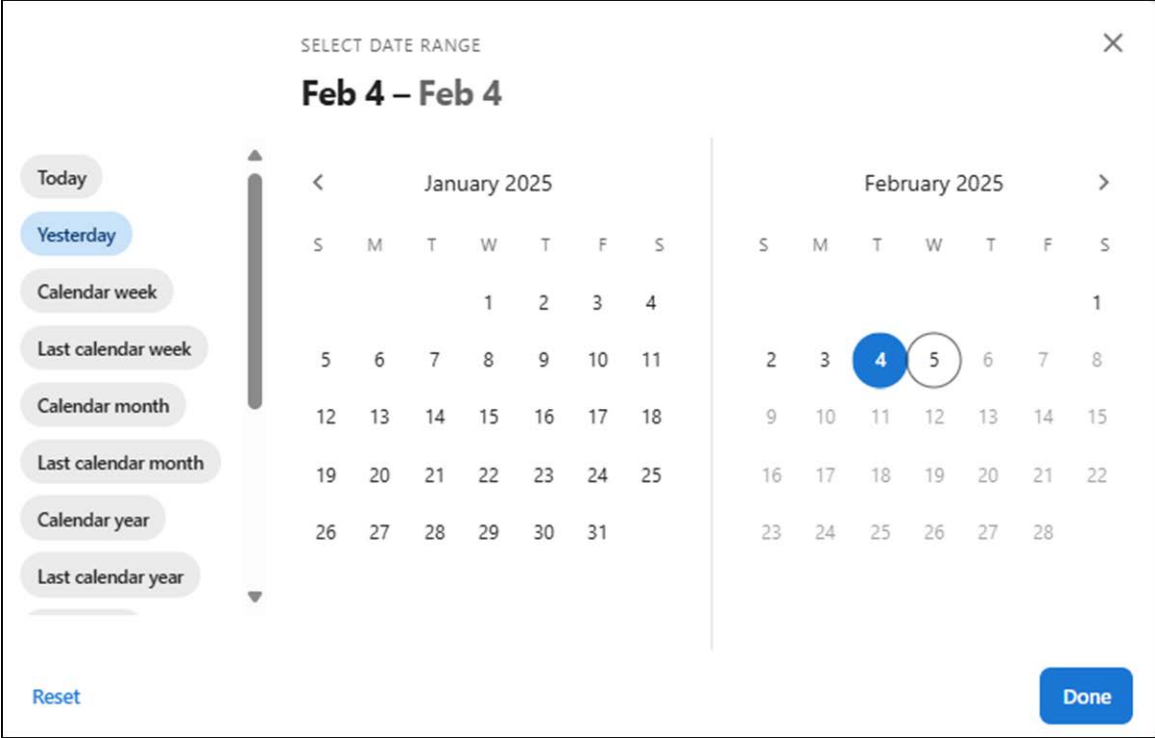 SELECT DATE RANGE
Feb 4 – Feb 4
Today
Yesterday
Calendar week
Last calendar week
Calendar month
Last calendar month
Calendar year
Last calendar year
January 2025
S M T W T F S
1 2 3 4
5 6 7 8 9 10 11
12 13 14 15 16 17 18
19 20 21 22 23 24 25
26 27 28 29 30 31
February 2025
S M T W T F S
1
2 3 4 5 6 7 8
9 10 11 12 13 14 15
16 17 18 19 20 21 22
23 24 25 26 27 28
Reset
Done